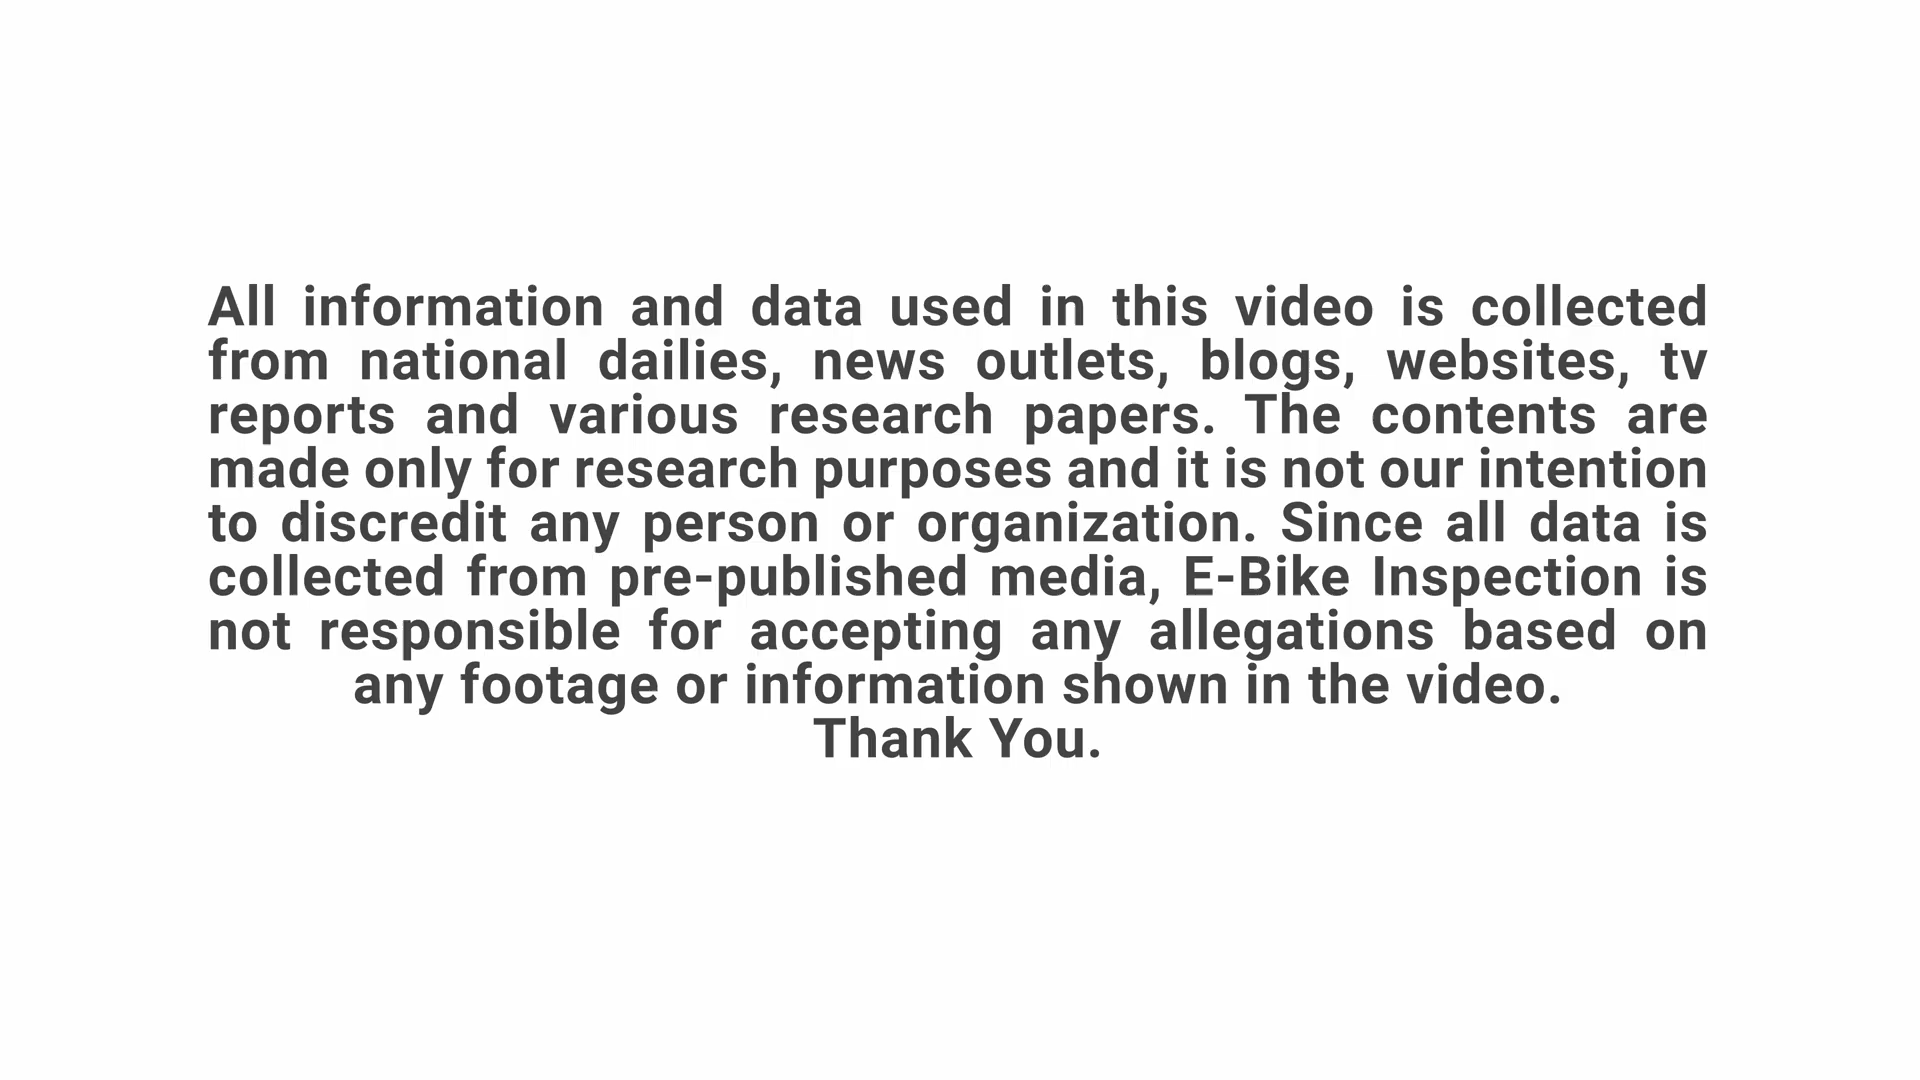 All information and data used in this video is collected
from national dailies, news outlets, blogs, websites, tv
reports and various research papers. The contents are
made only for research purposes and it is not our intention
to discredit any person or organization. Since all data is
collected from pre-published media, E-Bike Inspection is
not responsible for accepting any allegations based on
any footage or information shown in the video.
Thank You.